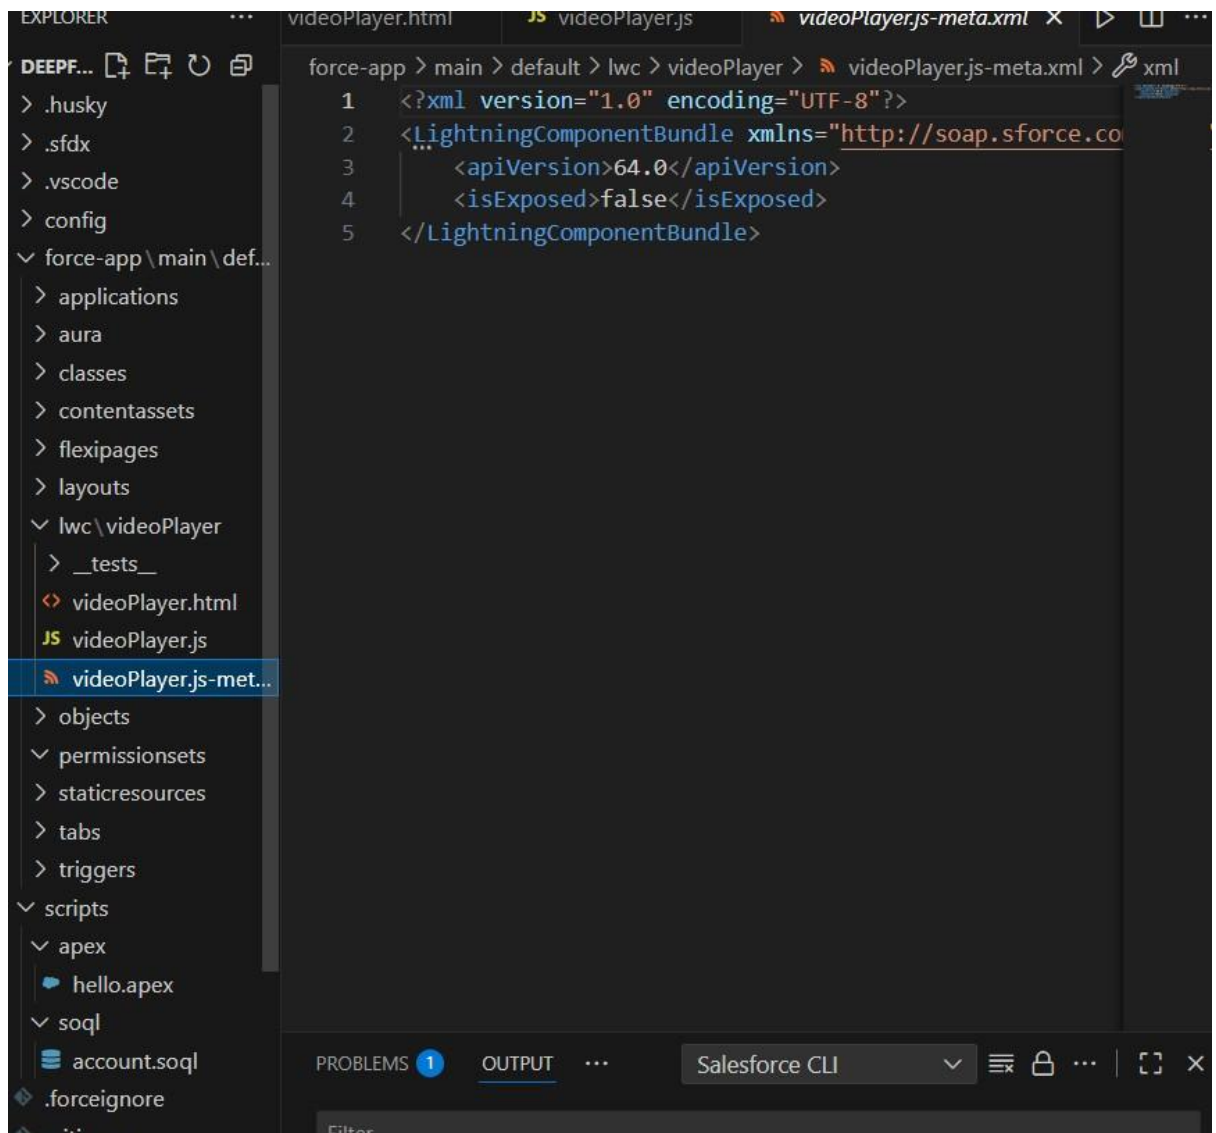 EXPLORER ...
DEEPF...
.husky
.sfdx
.vscode
config
force-app\main\def...
applications
aura
classes
contentassets
flexipages
layouts
lwc\videoPlayer
__tests__
videoPlayer.html
JS videoPlayer.js
videoPlayer.js-met...
objects
permissionsets
staticresources
tabs
triggers
scripts
apex
hello.apex
soql
account.soql
.forceignore
videoPlayer.html JS videoPlayer.js videoPlayer.js-meta.xml
force-app > main > default > lwc > videoPlayer > videoPlayer.js-meta.xml > xml
1 <?xml version="1.0" encoding="UTF-8"?>
2 <LightningComponentBundle xmlns="http://soap.sforce.co
3 <apiVersion>64.0</apiVersion>
4 <isExposed>false</isExposed>
5 </LightningComponentBundle>
PROBLEMS 1 OUTPUT ... Salesforce CLI ...
Filter